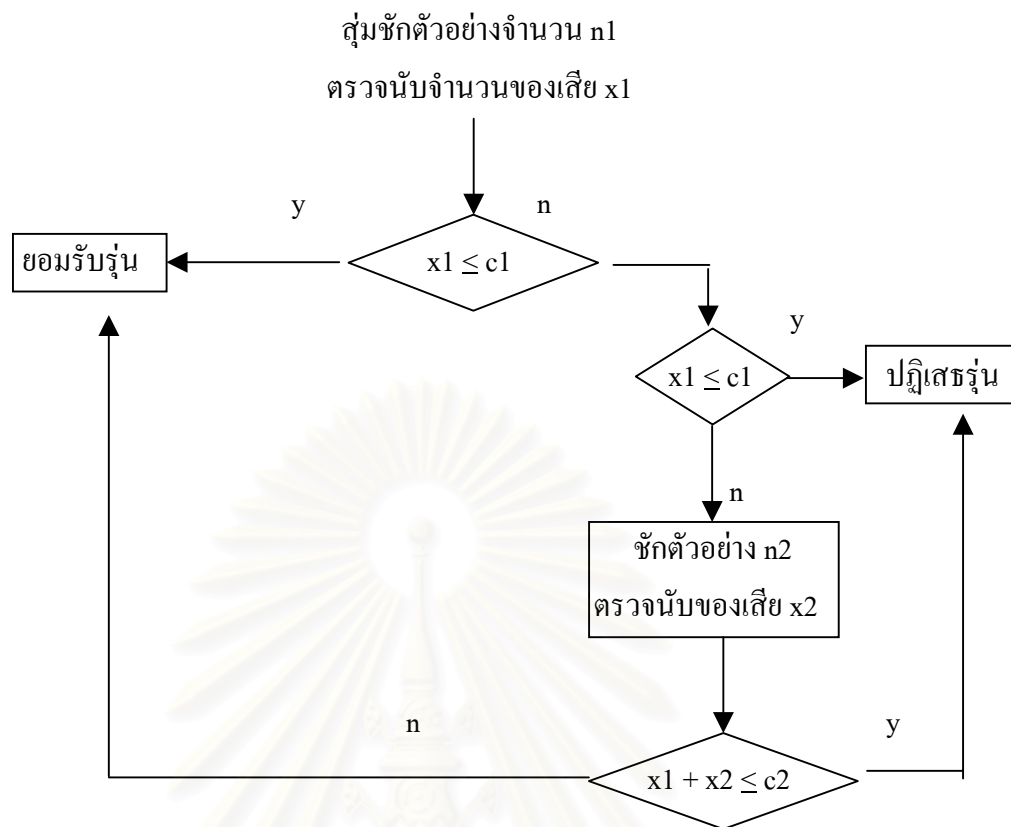 สุ่มชักตัวอย่างจำนวน n1
ตรวจนับจำนวนของเสีย x1
y
n
ยอมรับรุ่น
x1 ≤ c1
y
x1 ≤ c1
ปฏิเสธรุ่น
n
ชักตัวอย่าง n2
ตรวจนับของเสีย x2
n
y
x1 + x2 ≤ c2